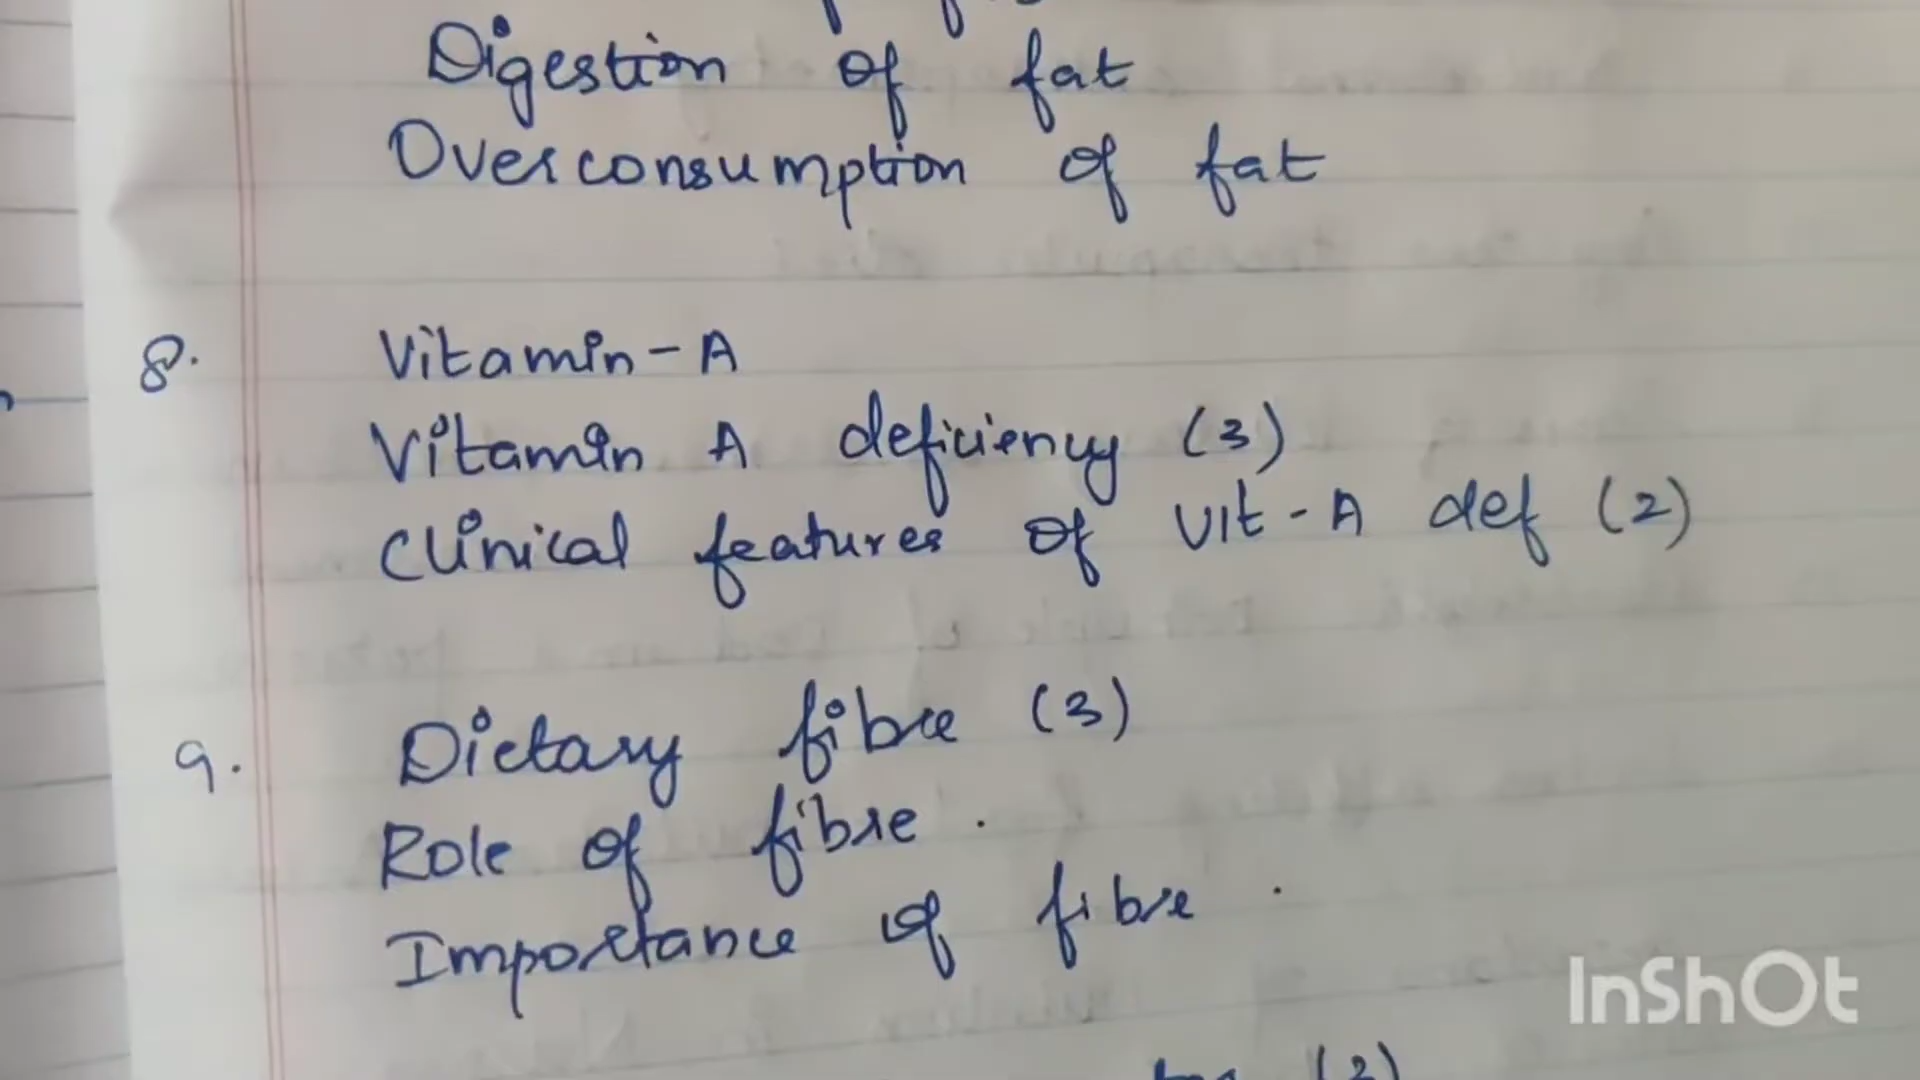 Digestion of fat
Overconsumption of fat
8. Vitamin-A
Vitamin A deficiency (3)
Clinical features of Vit-A def (2)
9. Dietary fibre (3)
Role of fibre.
Importance of fibre.
InShOt